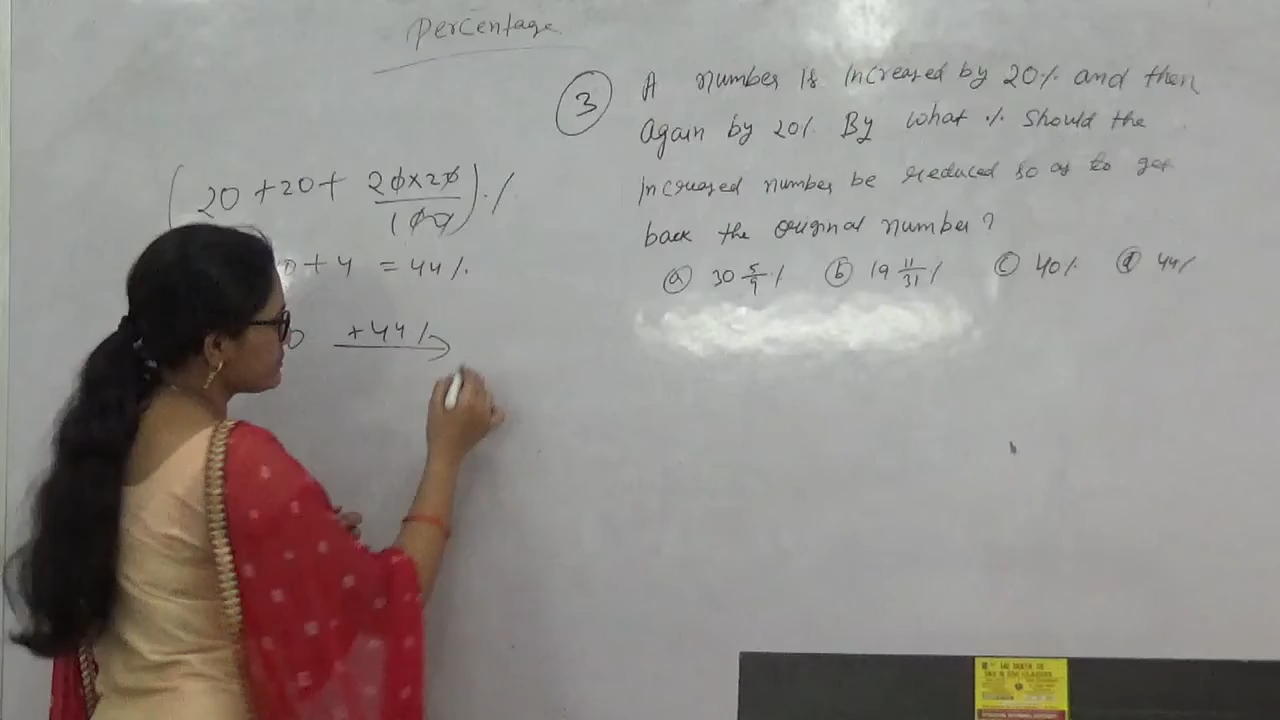 Percentage
3 A number is increased by 20% and then
again by 20%. By what % should the
increased number be reduced so as to get
back the original number?
a 30 5/9 % b 19 11/31 % c 40% d 44%
(20 + 20 + 20×20/100) %
+ 4 = 44%
+44%